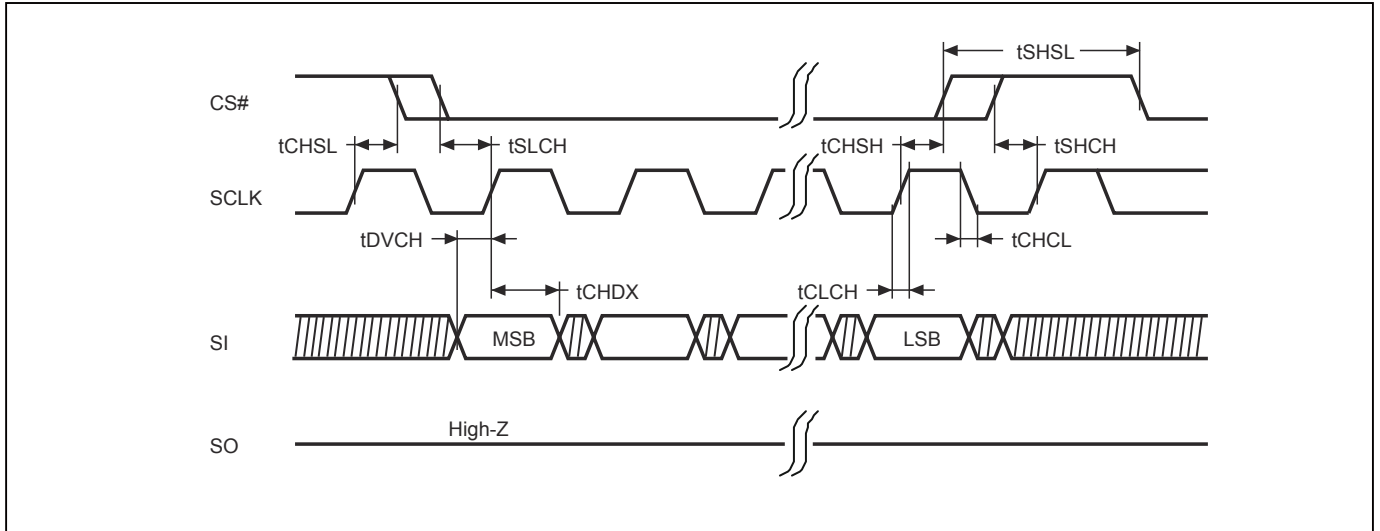 tSHSL
CS#
tCHSL
tSLCH
tCHSH
tSHCH
SCLK
tDVCH
tCHCL
tCHDX
tCLCH
SI
MSB
LSB
High-Z
SO